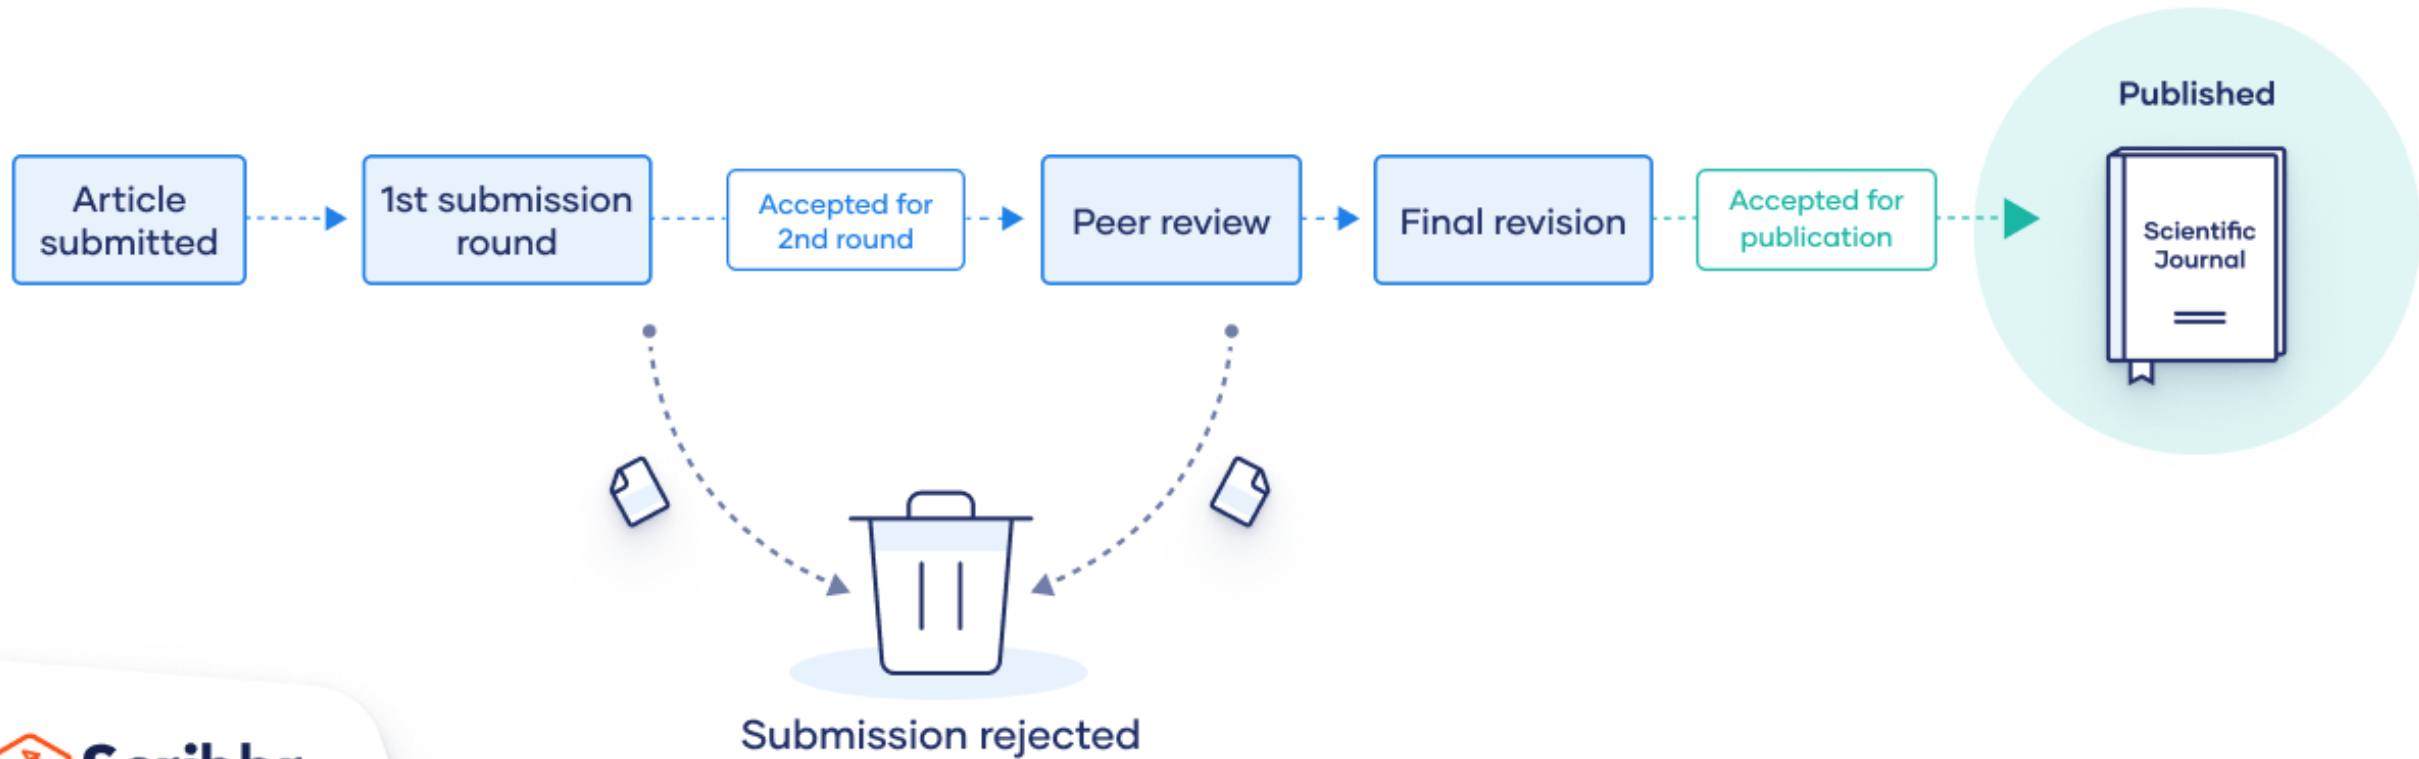 Published
Article
submitted
1st submission
round
Accepted for
2nd round
Peer review
Final revision
Accepted for
publication
Scientific
Journal
Submission rejected
Scribbr